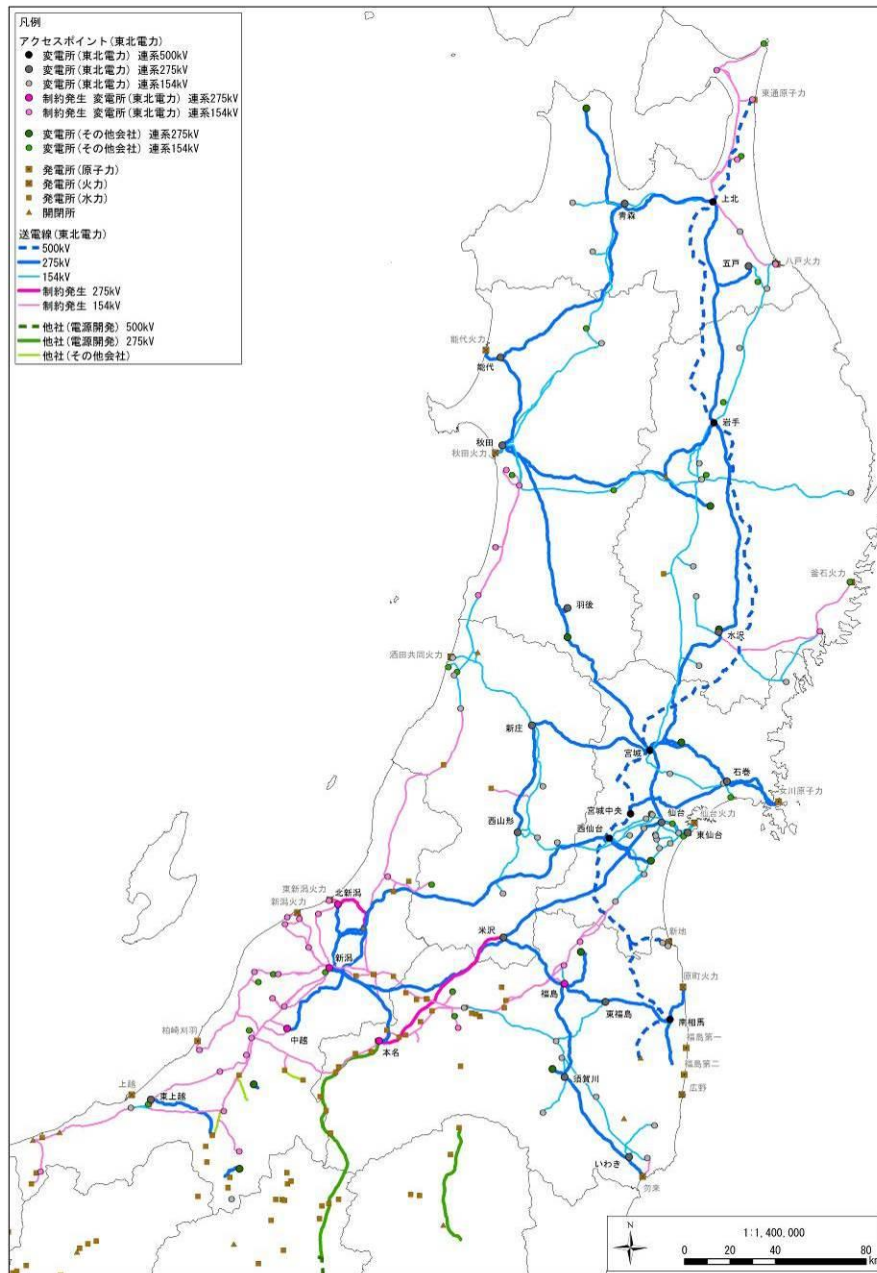 凡例
アクセスポイント(東北電力)
変電所(東北電力) 連系500kV
変電所(東北電力) 連系275kV
変電所(東北電力) 連系154kV
制約発生 変電所(東北電力) 連系275kV
制約発生 変電所(東北電力) 連系154kV
変電所(その他会社) 連系275kV
変電所(その他会社) 連系154kV
発電所(原子力)
発電所(火力)
発電所(水力)
開閉所
送電線(東北電力)
500kV
275kV
154kV
制約発生 275kV
制約発生 154kV
他社(電源開発) 500kV
他社(電源開発) 275kV
他社(その他会社)
東通原子力
上北
青森
五戸
八戸火力
能代火力
能代
岩手
秋田
秋田火力
釜石火力
羽後
水沢
酒田共同火力
新庄
宮城
石巻
女川原子力
宮城中央
仙台
仙台火力
西山形
西仙台
東仙台
東新潟火力
北新潟
新潟火力
米沢
新地
新潟
福島
原町火力
東福島
南相馬
中越
柏崎刈羽
本名
福島第一
福島第二
須賀川
上越
東上越
広野
いわき
勿来
N
1:1,400,000
0 20 40 60 80
km